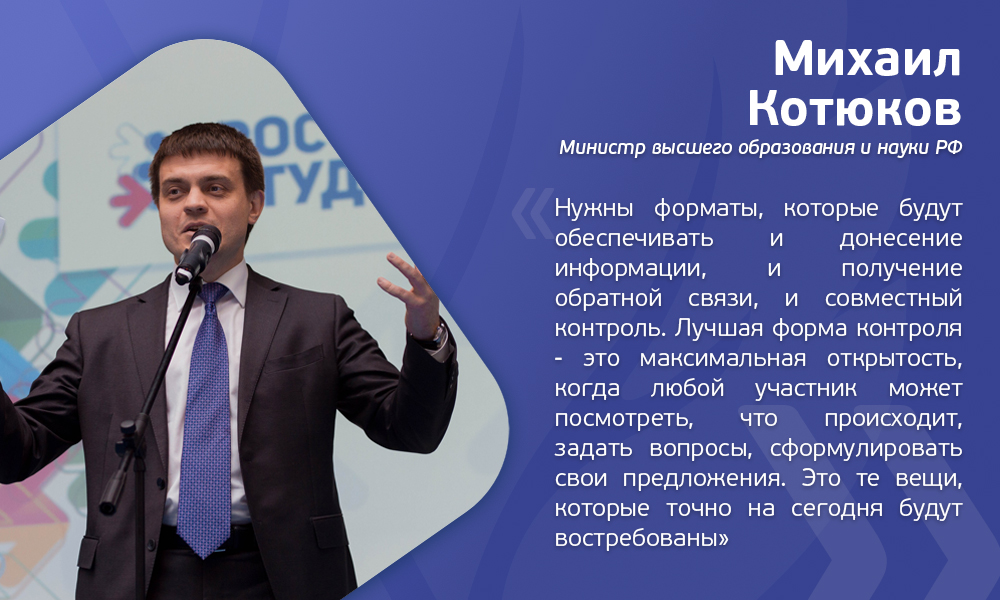 Михаил
Котюков
Министр высшего образования и науки РФ
РОС
ТУД
«Нужны форматы, которые будут
обеспечивать и донесение
информации, и получение
обратной связи, и совместный
контроль. Лучшая форма контроля
- это максимальная открытость,
когда любой участник может
посмотреть, что происходит,
задать вопросы, сформулировать
свои предложения. Это те вещи,
которые точно на сегодня будут
востребованы»